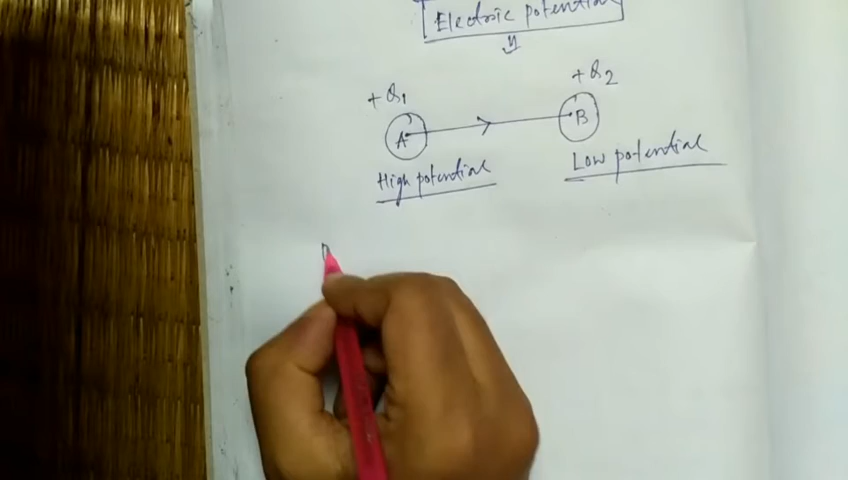 Electric potential
+Q1
+Q2
A
B
High potential
Low potential